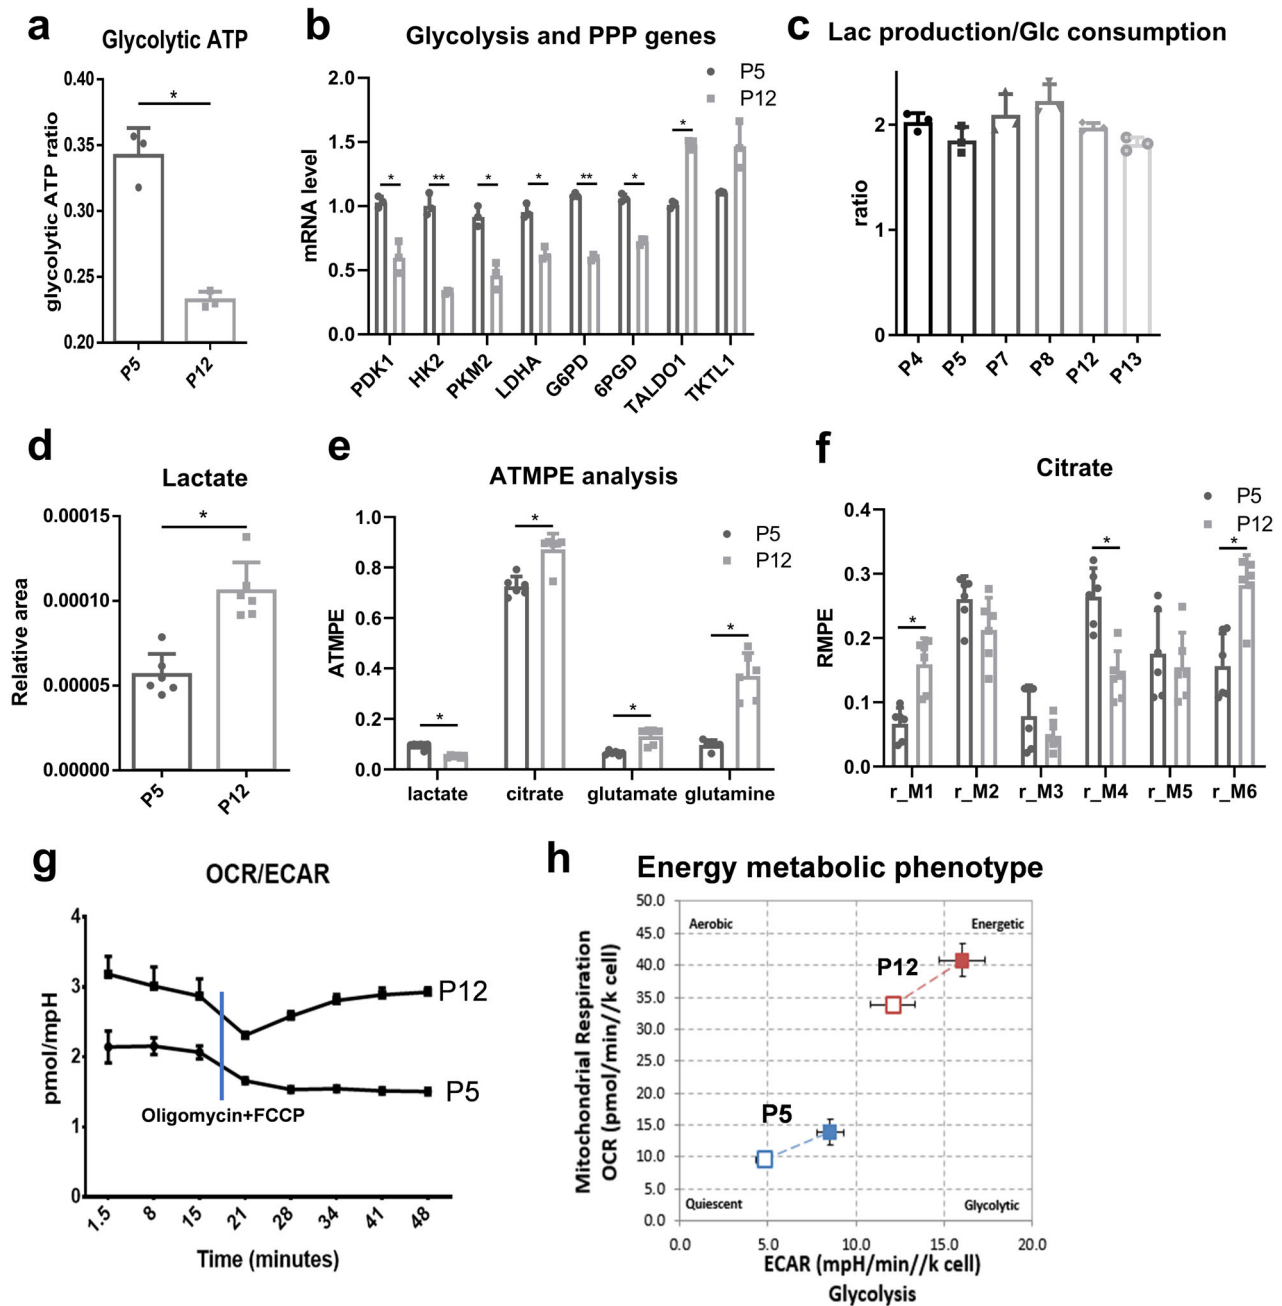 a
Glycolytic ATP
glycolytic ATP ratio
0.40
0.35
0.30
0.25
0.20
*
P5
P12
b
Glycolysis and PPP genes
P5
P12
mRNA level
2.0
1.5
1.0
0.5
0.0
*
**
*
*
**
*
*
PDK1
HK2
PKM2
LDHA
G6PD
6PGD
TALDO1
TKTL1
c
Lac production/Glc consumption
ratio
2
1
0
P4
P5
P7
P8
P12
P13
d
Lactate
Relative area
0.00015
0.00010
0.00005
0.00000
*
P5
P12
e
ATMPE analysis
P5
P12
ATMPE
1.0
0.8
0.6
0.4
0.2
0.0
*
*
*
*
lactate
citrate
glutamate
glutamine
f
Citrate
P5
P12
RMPE
0.4
0.3
0.2
0.1
0.0
*
*
*
r_M1
r_M2
r_M3
r_M4
r_M5
r_M6
g
OCR/ECAR
pmol/mpH
4
3
2
1
0
P12
P5
Oligomycin+FCCP
1.5
8
15
21
28
34
41
48
Time (minutes)
h
Energy metabolic phenotype
Mitochondrial Respiration
OCR (pmol/min//k cell)
50.0
45.0
40.0
35.0
30.0
25.0
20.0
15.0
10.0
5.0
0.0
Aerobic
Energetic
P12
P5
Quiescent
Glycolytic
0.0
5.0
10.0
15.0
20.0
ECAR (mpH/min//k cell)
Glycolysis